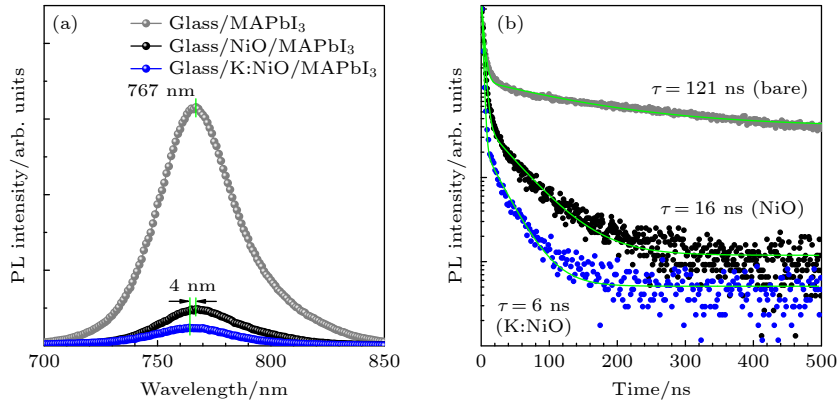 (a)
Glass/MAPbI₃
Glass/NiO/MAPbI₃
Glass/K:NiO/MAPbI₃
767 nm
4 nm
PL intensity/arb. units
700 750 800 850
Wavelength/nm
(b)
τ = 121 ns (bare)
τ = 16 ns (NiO)
τ = 6 ns
(K:NiO)
PL intensity/arb. units
0 100 200 300 400 500
Time/ns